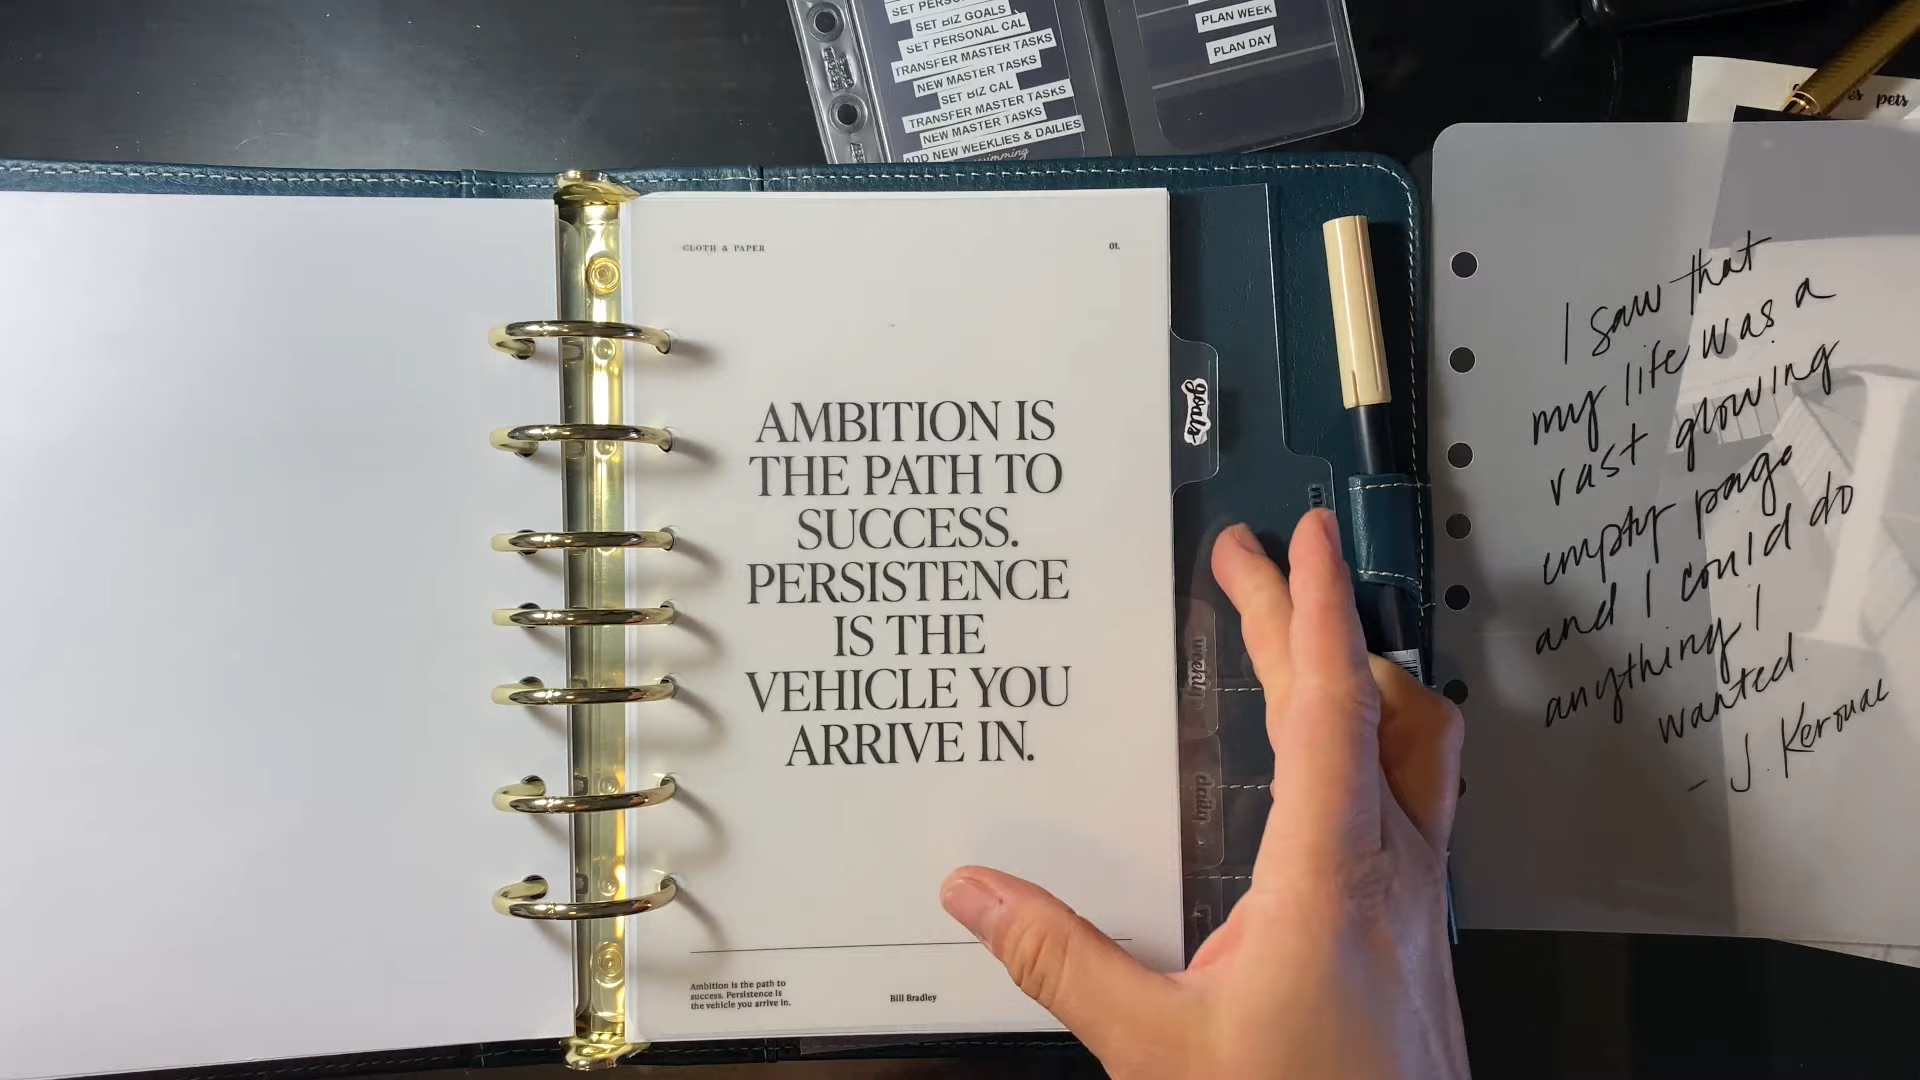 SET BIZ GOALS
SET PERSONAL CAL
TRANSFER MASTER TASKS
NEW MASTER TASKS
SET BIZ CAL
TRANSFER MASTER TASKS
NEW MASTER TASKS
ADD NEW WEEKLIES & DAILIES
PLAN WEEK
PLAN DAY
pets
CLOTH & PAPER
01.
AMBITION IS
THE PATH TO
SUCCESS.
PERSISTENCE
IS THE
VEHICLE YOU
ARRIVE IN.
Ambition is the path to
success. Persistence is
the vehicle you arrive in.
Bill Bradley
goals
weekly
daily
I saw that
my life was a
vast glowing
empty page
and I could do
anything I
wanted.
- J. Kerouac